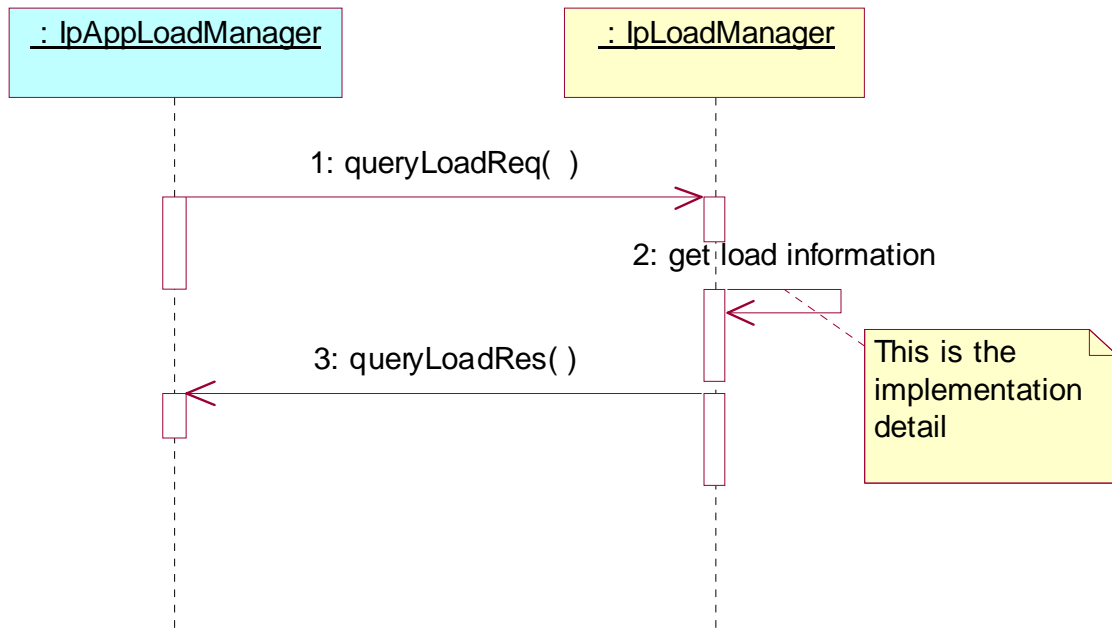 : IpAppLoadManager
: IpLoadManager
1: queryLoadReq(  )
2: get load information
3: queryLoadRes( )
This is the
implementation
detail